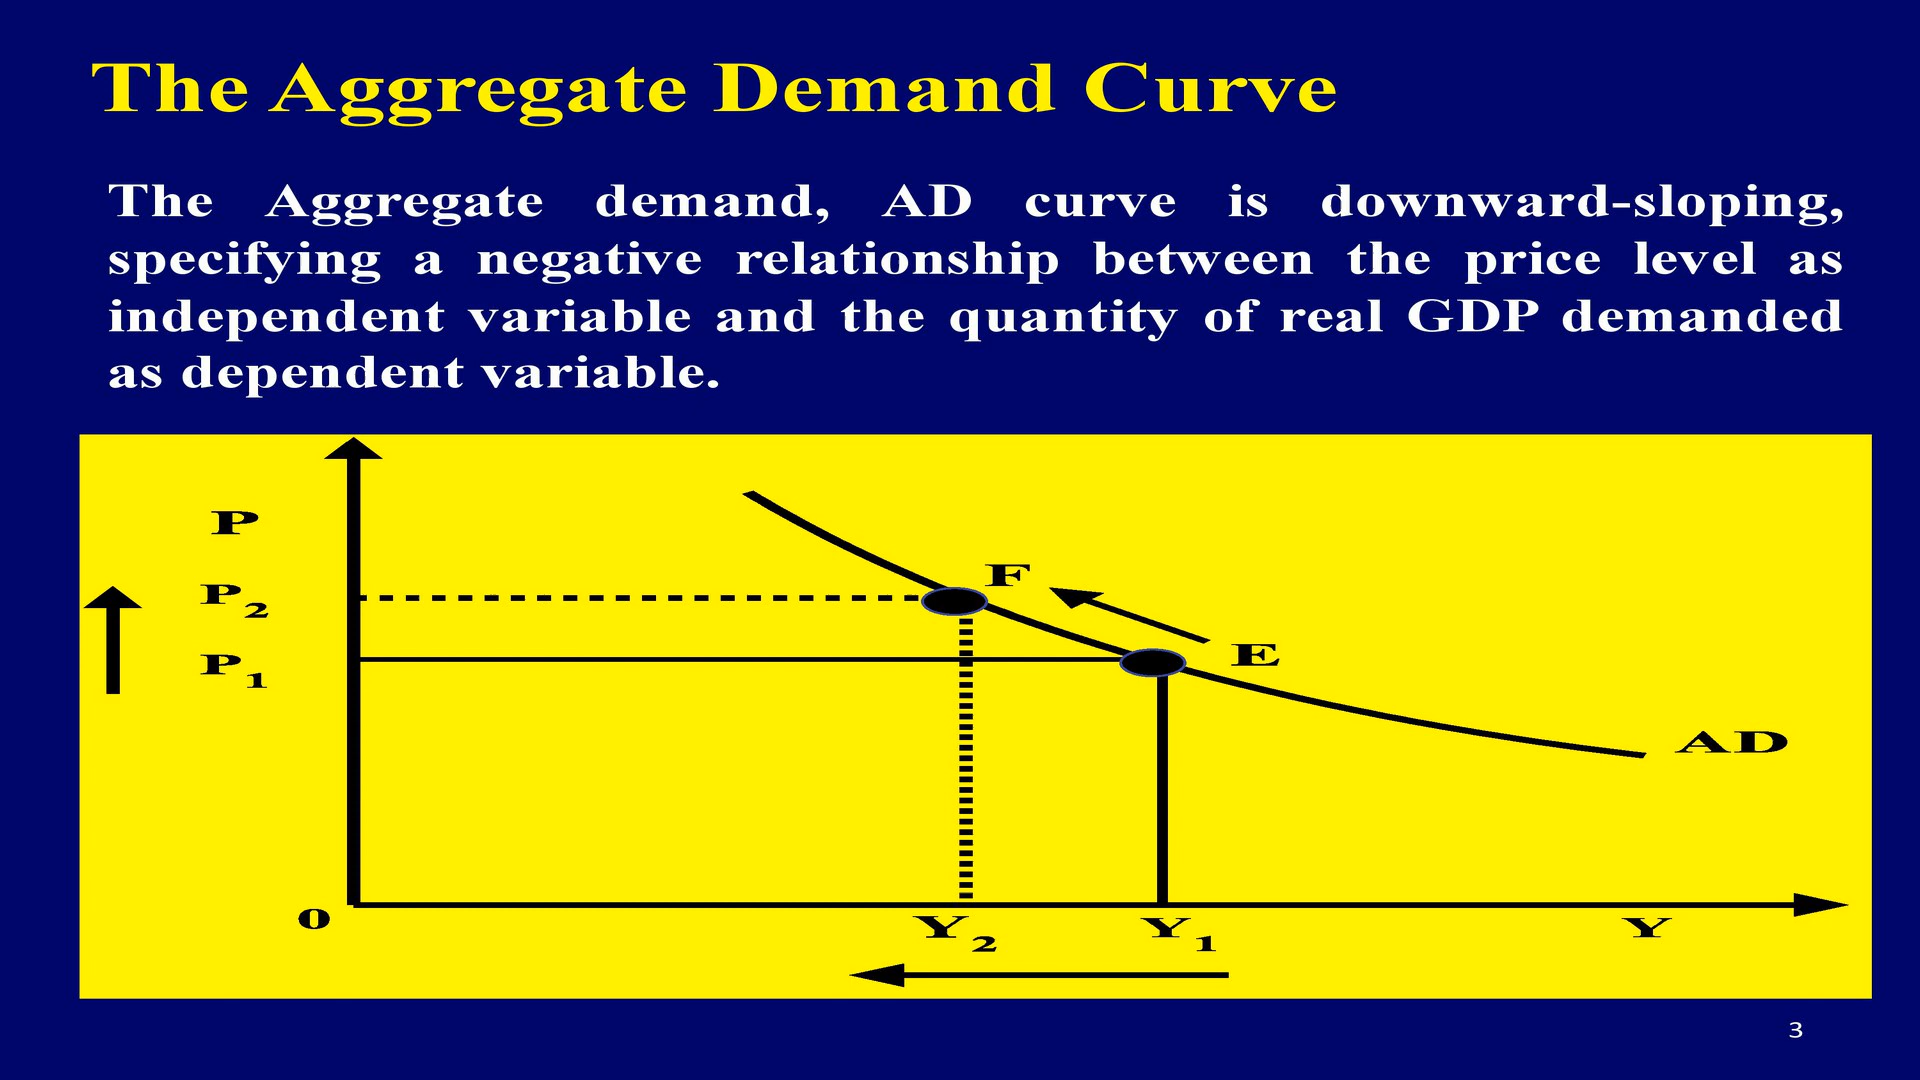 The Aggregate Demand Curve
The Aggregate demand, AD curve is downward-sloping,
specifying a negative relationship between the price level as
independent variable and the quantity of real GDP demanded
as dependent variable.
P
F
P2
E
P1
AD
0
Y2
Y1
Y
3